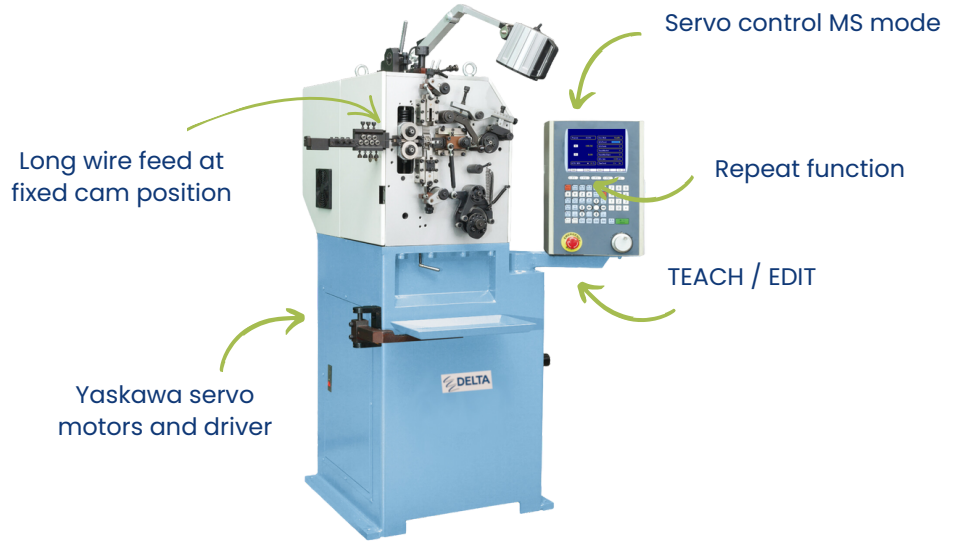 Servo control MS mode
Long wire feed at
fixed cam position
Repeat function
TEACH / EDIT
Yaskawa servo
motors and driver
DELTA